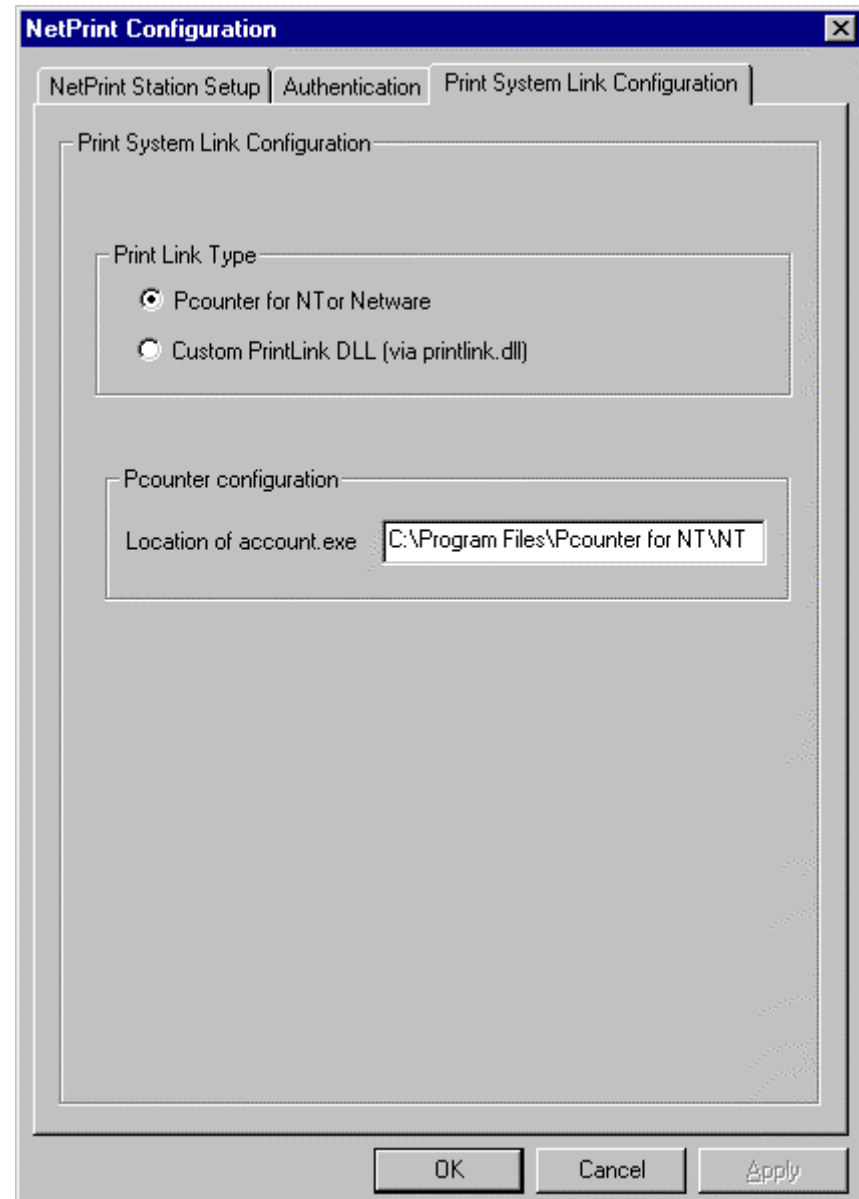 NetPrint Configuration
NetPrint Station Setup
Authentication
Print System Link Configuration
Print System Link Configuration
Print Link Type
Pcounter for NTor Netware
Custom PrintLink DLL (via printlink.dll)
Pcounter configuration
Location of account.exe
C:\Program Files\Pcounter for NT\NT
OK
Cancel
Apply